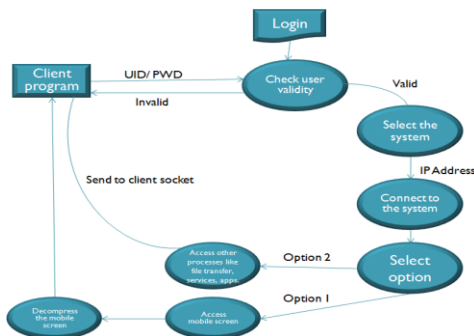 Login
Client
program
UID/ PWD
Check user
validity
Valid
Invalid
Select the
system
IP Address
Send to client socket
Connect to
the system
Access other
processes like
file transfer,
services, apps.
Option 2
Select
option
Option 1
Decompress
the mobile
screen
Access
mobile screen